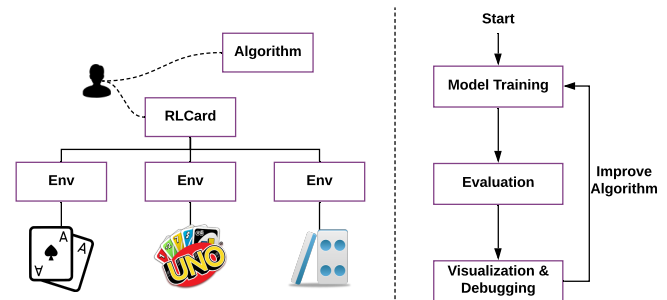 Algorithm
RLCard
Env
Env
Env
A
A
A
A
UNO
Start
Model Training
Evaluation
Improve
Algorithm
Visualization &
Debugging